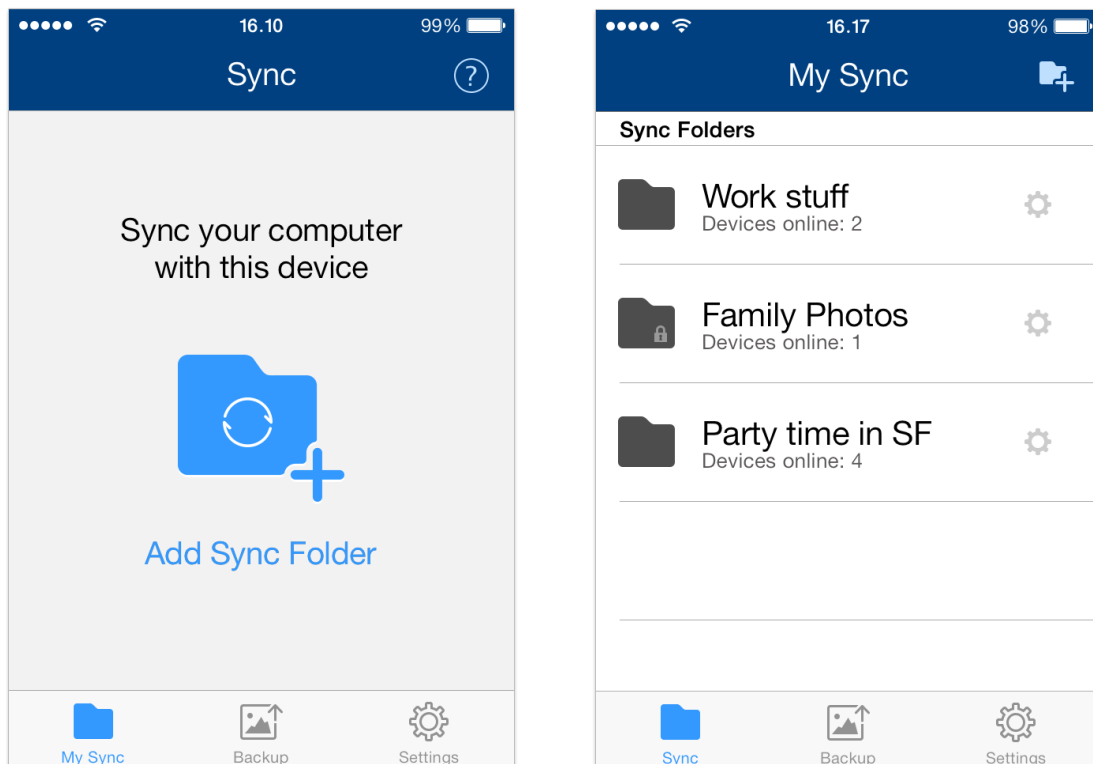 16.10
99%
Sync
?
Sync your computer
with this device
Add Sync Folder
My Sync
Backup
Settings
16.17
98%
My Sync
Sync Folders
Work stuff
Devices online: 2
Family Photos
Devices online: 1
Party time in SF
Devices online: 4
Sync
Backup
Settings